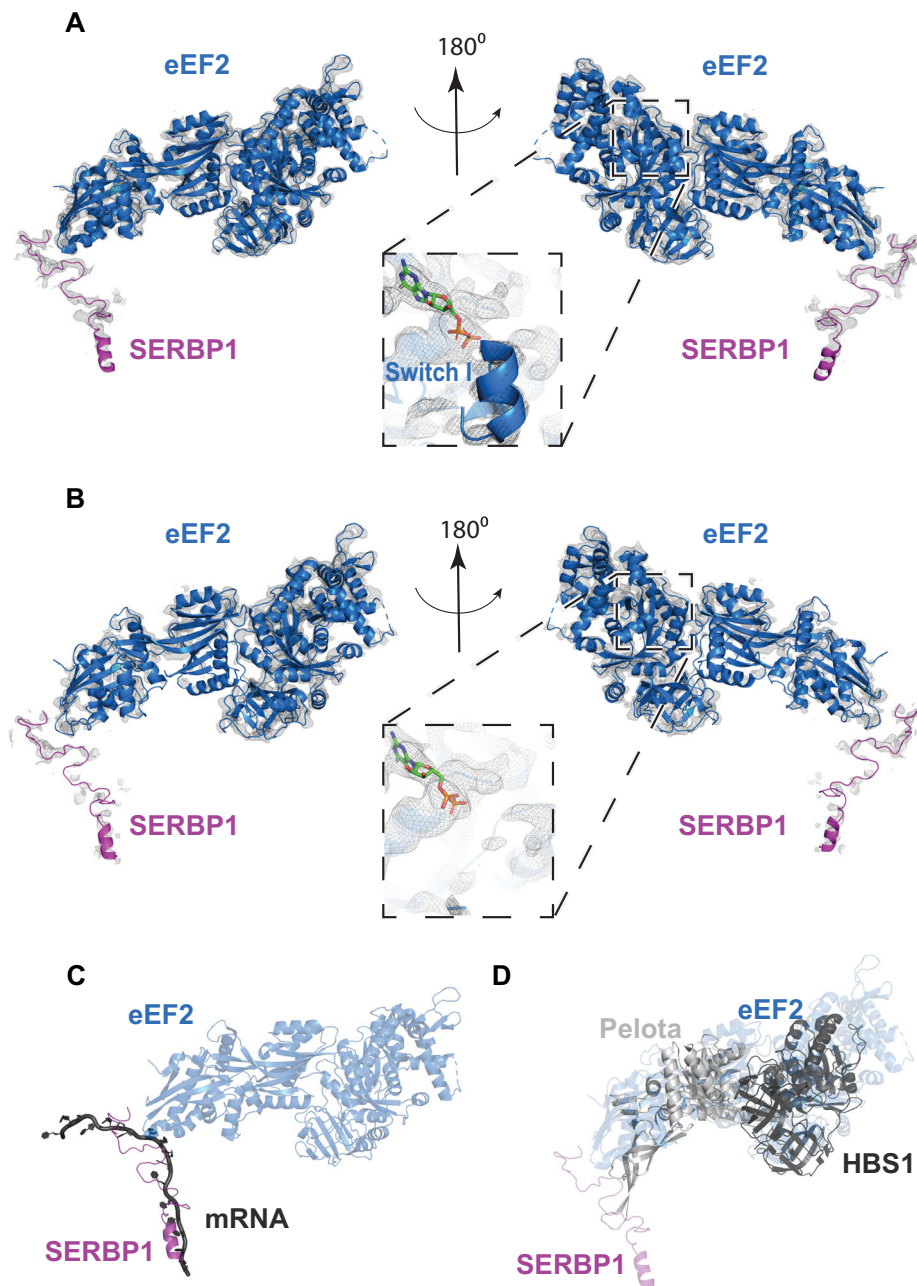 A
eEF2
180⁰
eEF2
SERBP1
Switch I
SERBP1
B
eEF2
180⁰
eEF2
SERBP1
SERBP1
C
eEF2
mRNA
SERBP1
D
eEF2
Pelota
HBS1
SERBP1